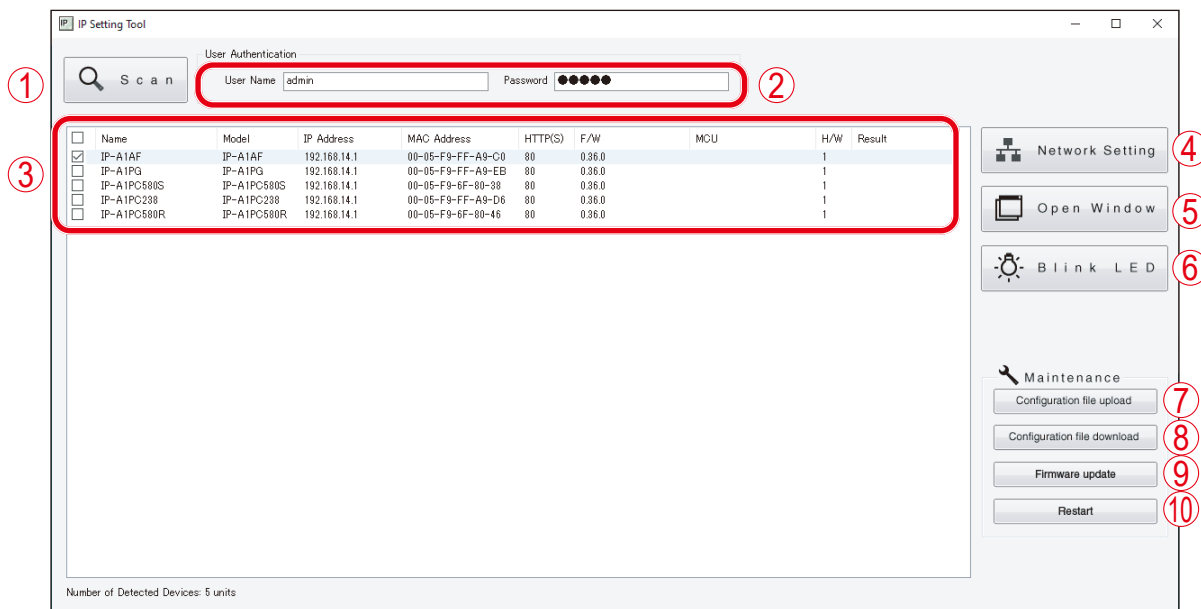 IP IP Setting Tool
User Authentication
① Scan User Name admin Password ●●●●● ②
③
Name Model IP Address MAC Address HTTP(S) F/W MCU H/W Result
IP-A1AF IP-A1AF 192.168.14.1 00-05-F9-FF-A9-C0 80 0.36.0 1
IP-A1PG IP-A1PG 192.168.14.1 00-05-F9-FF-A9-EB 80 0.36.0 1
IP-A1PC580S IP-A1PC580S 192.168.14.1 00-05-F9-6F-80-38 80 0.36.0 1
IP-A1PC238 IP-A1PC238 192.168.14.1 00-05-F9-FF-A9-D6 80 0.36.0 1
IP-A1PC580R IP-A1PC580R 192.168.14.1 00-05-F9-6F-80-46 80 0.36.0 1
Network Setting ④
Open Window ⑤
Blink LED ⑥
Maintenance
Configuration file upload ⑦
Configuration file download ⑧
Firmware update ⑨
Restart ⑩
Number of Detected Devices: 5 units